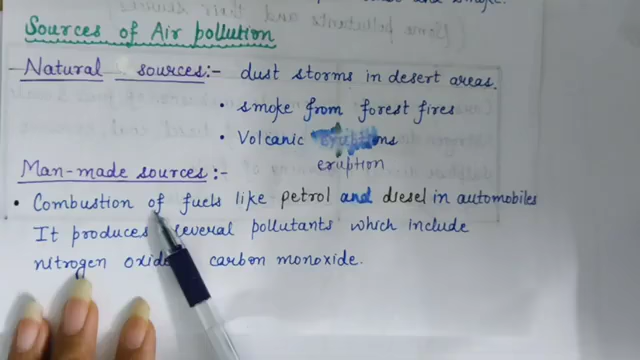 Sources of Air pollution
Natural sources:- dust storms in desert areas.
• smoke from forest fires
• Volcanic eruptions
eruption
Man-made sources:-
• Combustion of fuels like petrol and diesel in automobiles
It produces several pollutants which include
nitrogen oxide carbon monoxide.